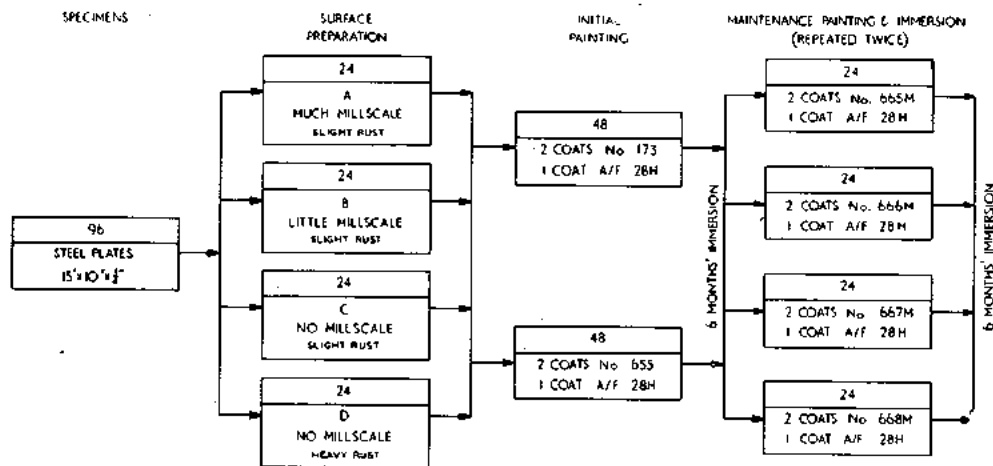 SPECIMENS
SURFACE
PREPARATION
INITIAL
PAINTING
MAINTENANCE PAINTING & IMMERSION
(REPEATED TWICE)
96
STEEL PLATES
24
A
MUCH MILLSCALE
SLIGHT RUST
24
B
LITTLE MILLSCALE
SLIGHT RUST
24
C
NO MILLSCALE
SLIGHT RUST
24
D
NO MILLSCALE
HEAVY RUST
48
2 COATS No 173
1 COAT A/F 28H
48
2 COATS No 655
1 COAT A/F 28H
6 MONTHS' IMMERSION
24
2 COATS No. 665M
1 COAT A/F 28H
24
2 COATS No. 666M
1 COAT A/F 28H
24
2 COATS No 667M
1 COAT A/F 28H
24
2 COATS No 668M
1 COAT A/F 28H
6 MONTHS' IMMERSION